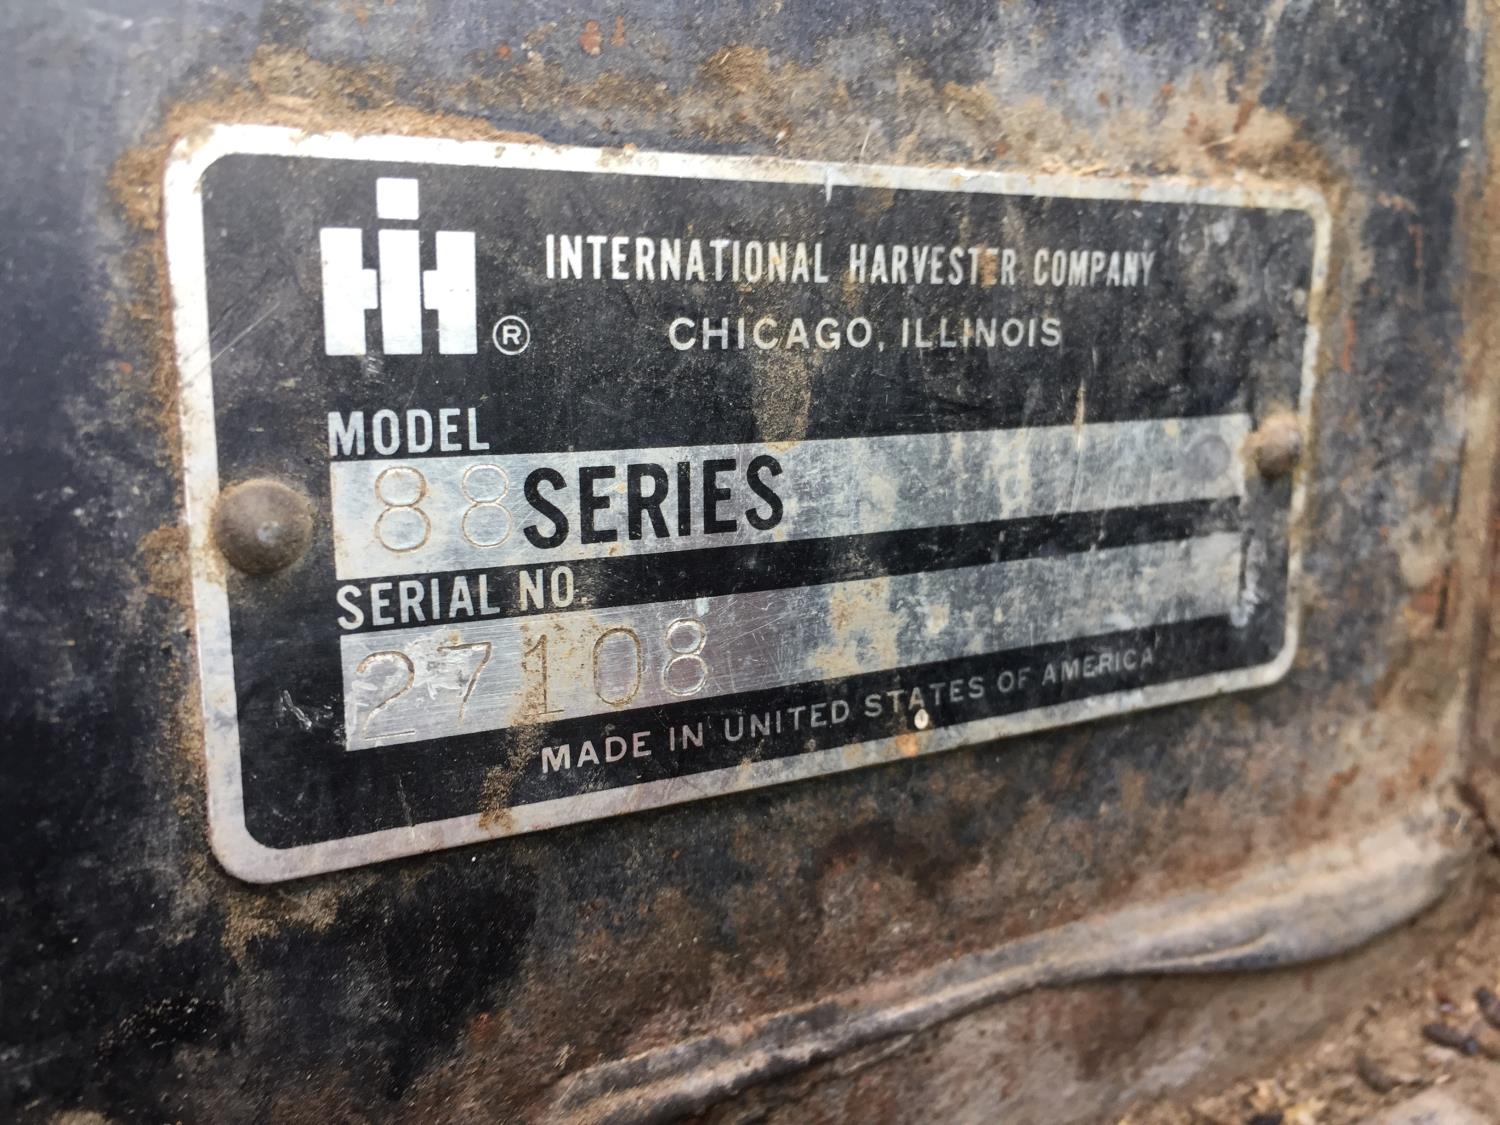 IH ®
INTERNATIONAL HARVESTER COMPANY
CHICAGO, ILLINOIS
MODEL
88 SERIES
SERIAL NO.
27108
MADE IN UNITED STATES OF AMERICA